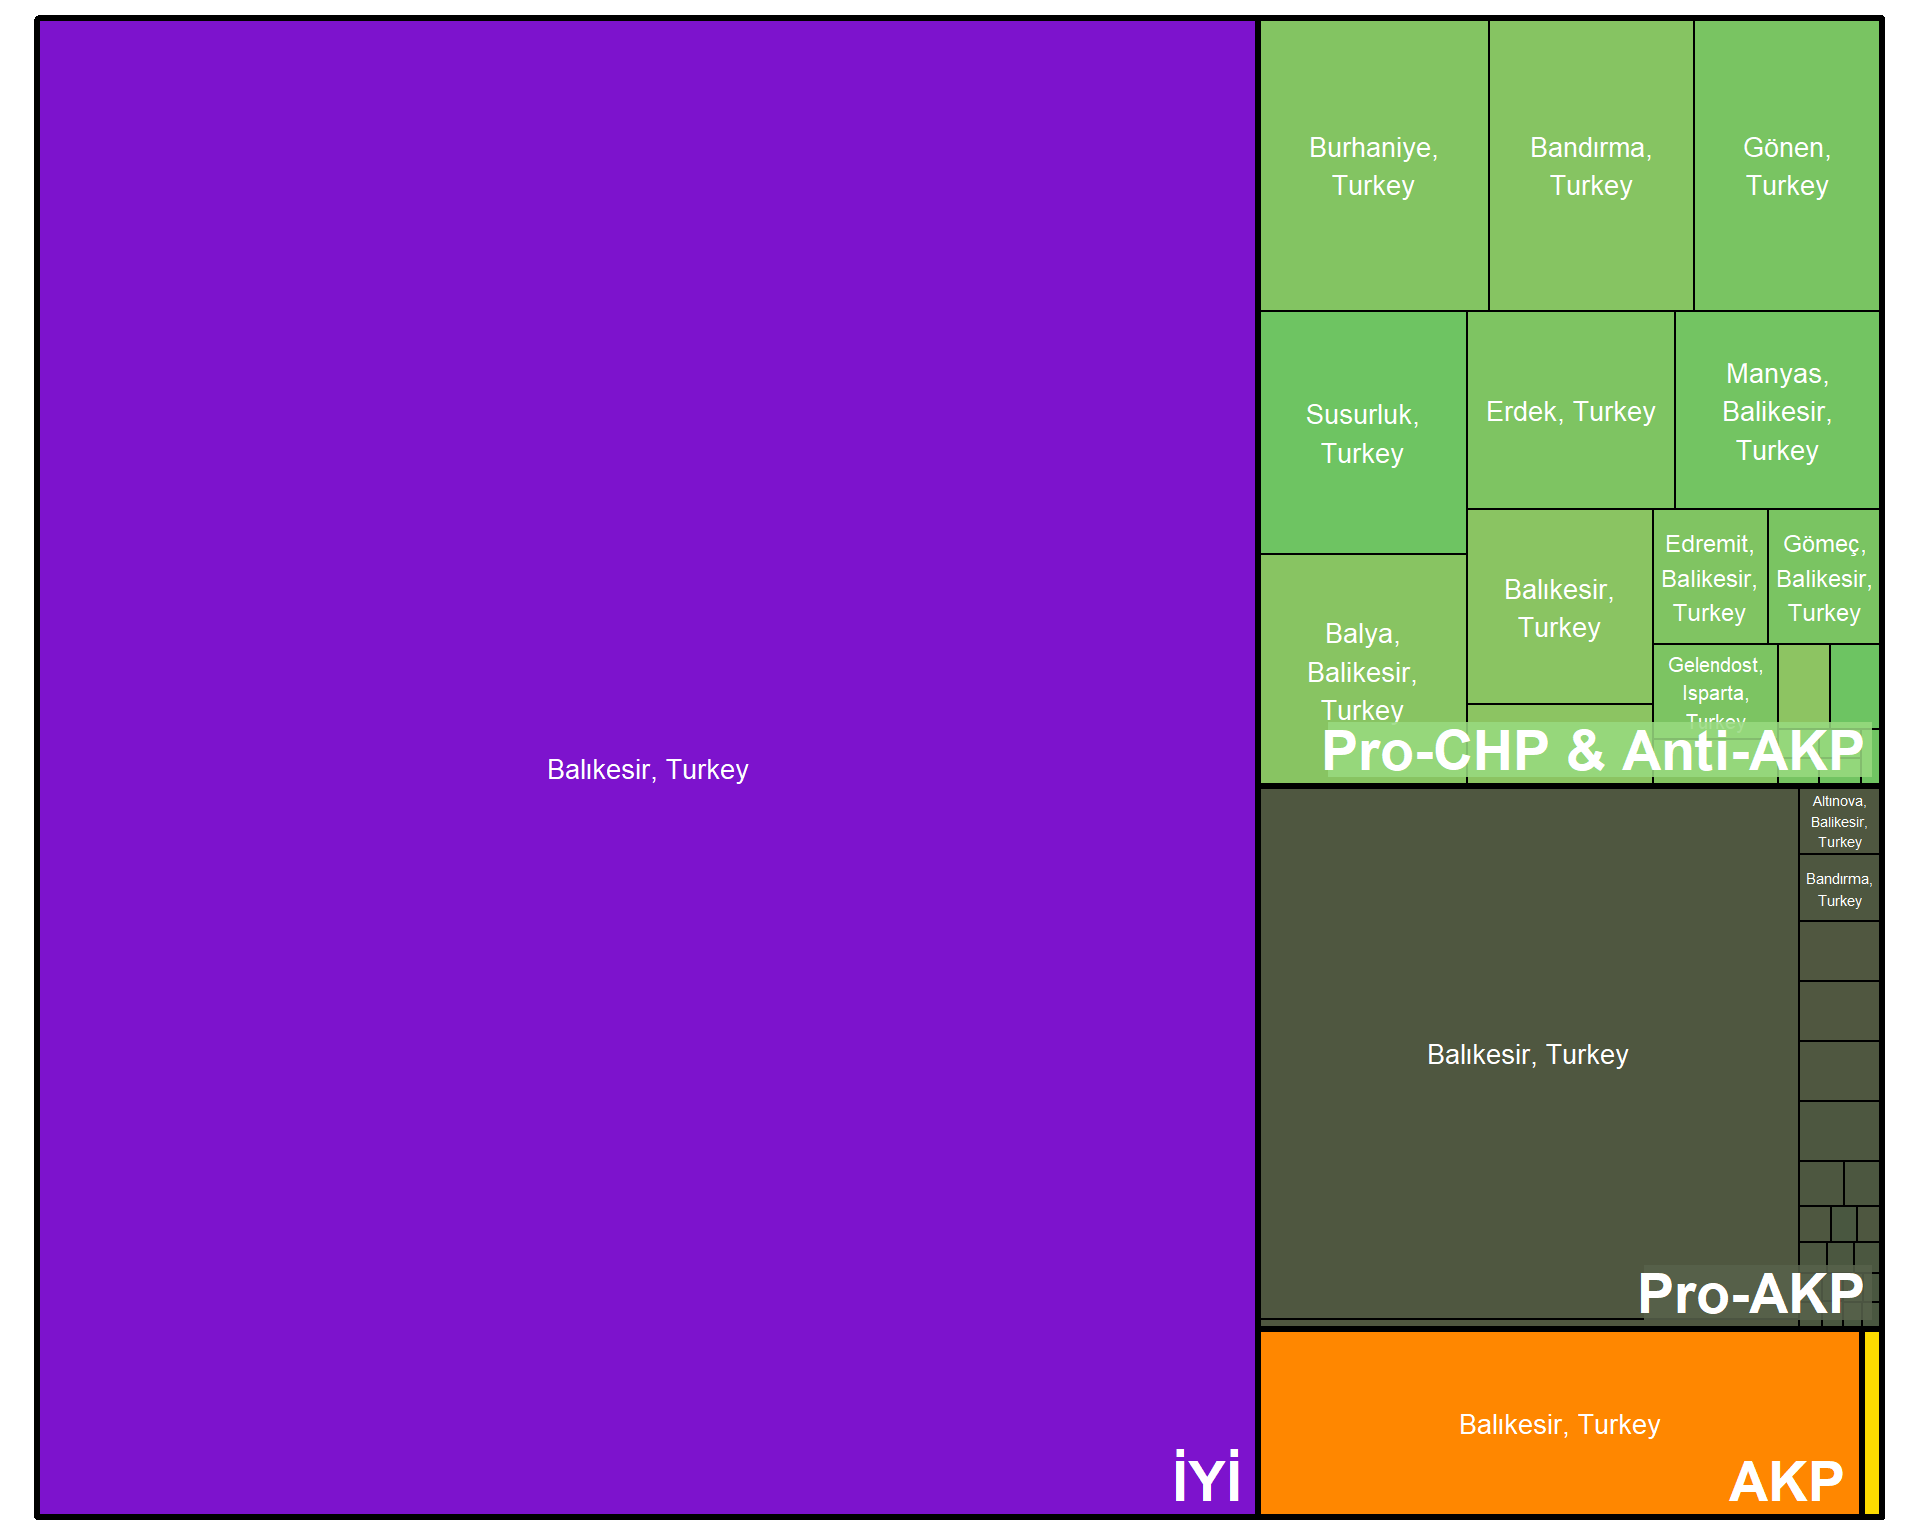 Balıkesir, Turkey
İYİ
Burhaniye,
Turkey
Bandırma,
Turkey
Gönen,
Turkey
Susurluk,
Turkey
Erdek, Turkey
Manyas,
Balikesir,
Turkey
Balya,
Balikesir,
Turkey
Balıkesir,
Turkey
Edremit,
Balikesir,
Turkey
Gömeç,
Balikesir,
Turkey
Gelendost,
Isparta,
Turkey
Pro-CHP & Anti-AKP
Balıkesir, Turkey
Altınova,
Balikesir,
Turkey
Bandırma,
Turkey
Pro-AKP
Balıkesir, Turkey
AKP